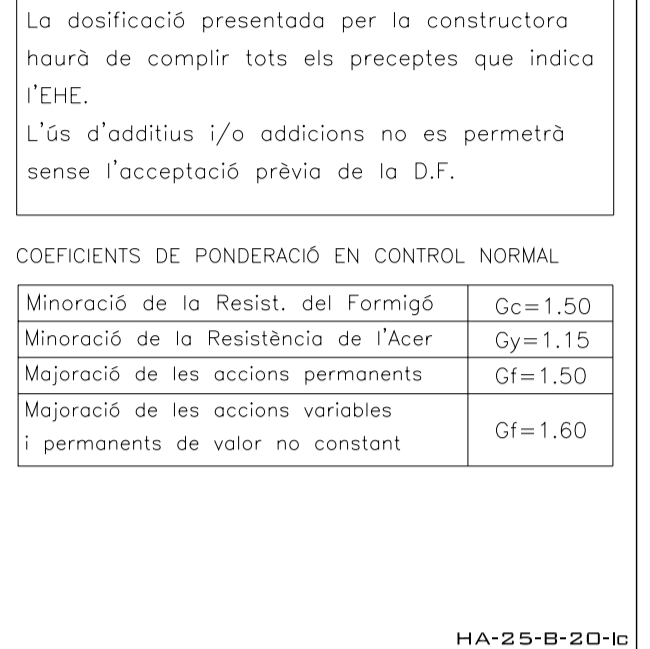 La dosificació presentada per la constructora
haurà de complir tots els preceptes que indica
l'EHE.
L'ús d'additius i/o addicions no es permetrà
sense l'acceptació prèvia de la D.F.
COEFICIENTS DE PONDERACIÓ EN CONTROL NORMAL
Minoració de la Resist. del Formigó Gc=1.50
Minoració de la Resistència de l'Acer Gy=1.15
Majoració de les accions permanents Gf=1.50
Majoració de les accions variables
i permanents de valor no constant Gf=1.60
HA-25-B-20-Ic